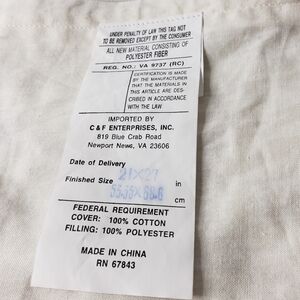 UNDER PENALTY OF LAW THIS TAG NOT
TO BE REMOVED EXCEPT BY THE CONSUMER
ALL NEW MATERIAL CONSISTING OF
POLYESTER FIBER
REG. NO.: VA 9737 (RC)
CERTIFICATION IS MADE
BY THE MANUFACTURER
THAT THE MATERIALS IN
THIS ARTICLE ARE DES-
CRIBED IN ACCORDANCE
WITH THE LAW
IMPORTED BY
C & F ENTERPRISES, INC.
819 Blue Crab Road
Newport News, VA 23606
Date of Delivery
Finished Size 21X27 in
cm
FEDERAL REQUIREMENT
COVER: 100% COTTON
FILLING: 100% POLYESTER
MADE IN CHINA
RN 67843